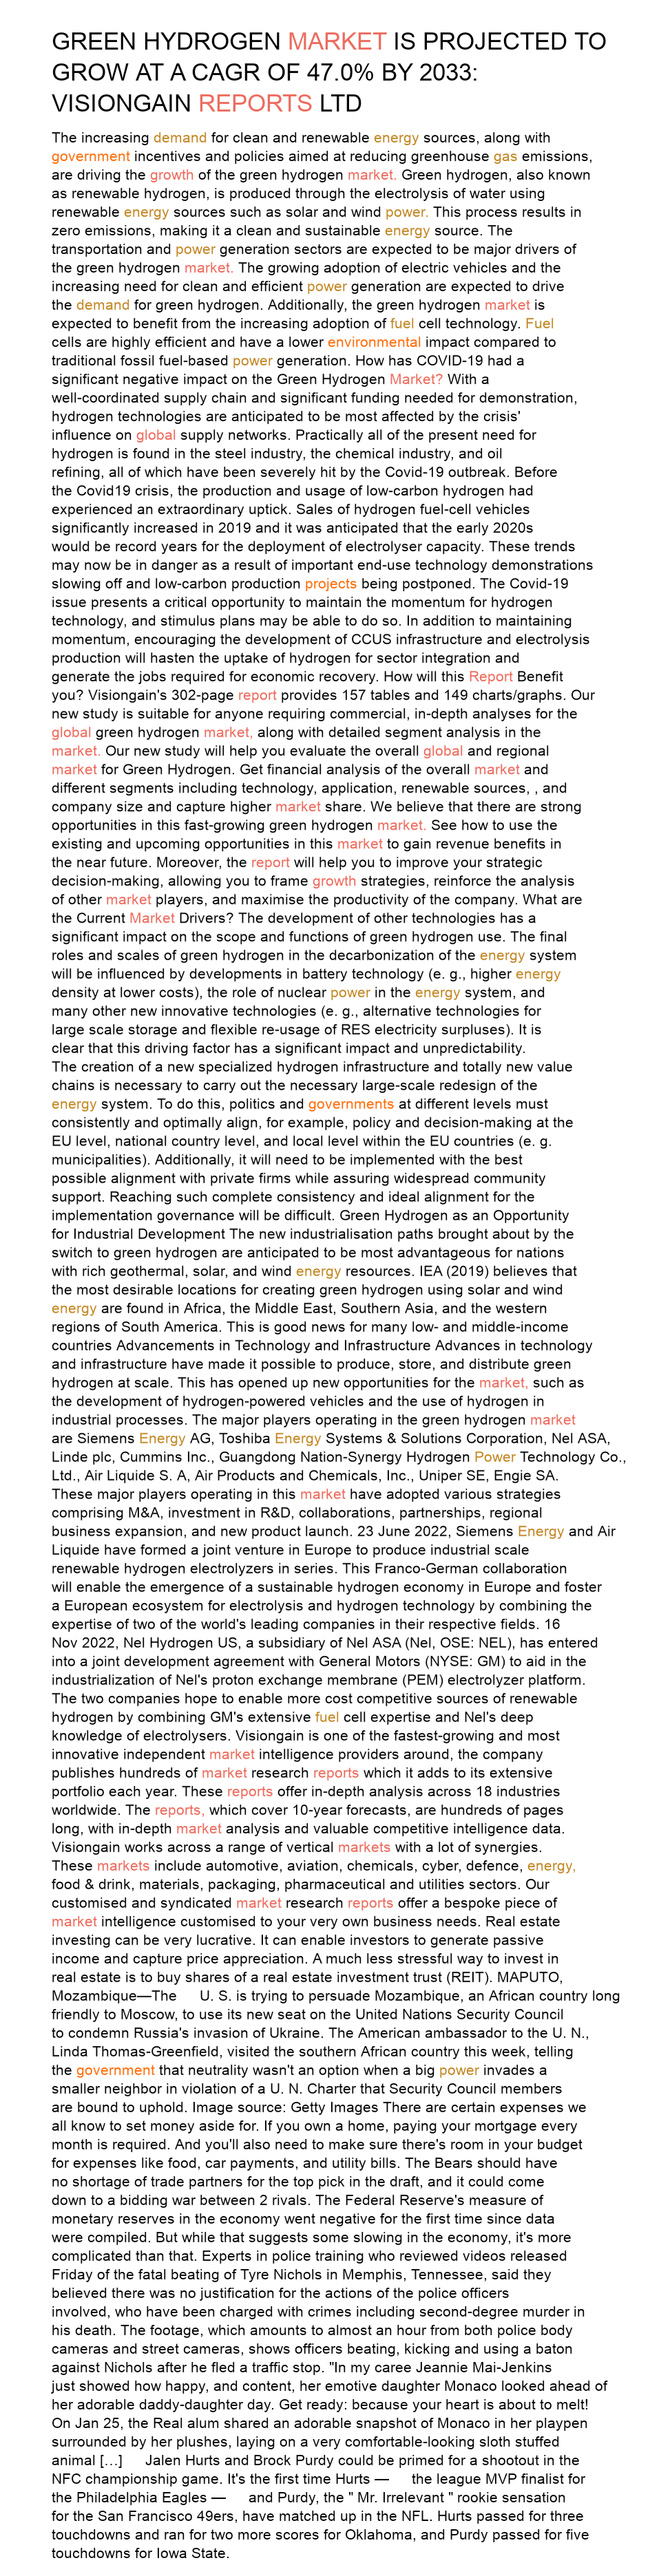 GREEN HYDROGEN MARKET IS PROJECTED TO
GROW AT A CAGR OF 47.0% BY 2033:
VISIONGAIN REPORTS LTD
The increasing demand for clean and renewable energy sources, along with
government incentives and policies aimed at reducing greenhouse gas emissions,
are driving the growth of the green hydrogen market. Green hydrogen, also known
as renewable hydrogen, is produced through the electrolysis of water using
renewable energy sources such as solar and wind power. This process results in
zero emissions, making it a clean and sustainable energy source. The
transportation and power generation sectors are expected to be major drivers of
the green hydrogen market. The growing adoption of electric vehicles and the
increasing need for clean and efficient power generation are expected to drive
the demand for green hydrogen. Additionally, the green hydrogen market is
expected to benefit from the increasing adoption of fuel cell technology. Fuel
cells are highly efficient and have a lower environmental impact compared to
traditional fossil fuel-based power generation. How has COVID-19 had a
significant negative impact on the Green Hydrogen Market? With a
well-coordinated supply chain and significant funding needed for demonstration,
hydrogen technologies are anticipated to be most affected by the crisis'
influence on global supply networks. Practically all of the present need for
hydrogen is found in the steel industry, the chemical industry, and oil
refining, all of which have been severely hit by the Covid-19 outbreak. Before
the Covid19 crisis, the production and usage of low-carbon hydrogen had
experienced an extraordinary uptick. Sales of hydrogen fuel-cell vehicles
significantly increased in 2019 and it was anticipated that the early 2020s
would be record years for the deployment of electrolyser capacity. These trends
may now be in danger as a result of important end-use technology demonstrations
slowing off and low-carbon production projects being postponed. The Covid-19
issue presents a critical opportunity to maintain the momentum for hydrogen
technology, and stimulus plans may be able to do so. In addition to maintaining
momentum, encouraging the development of CCUS infrastructure and electrolysis
production will hasten the uptake of hydrogen for sector integration and
generate the jobs required for economic recovery. How will this Report Benefit
you? Visiongain's 302-page report provides 157 tables and 149 charts/graphs. Our
new study is suitable for anyone requiring commercial, in-depth analyses for the
global green hydrogen market, along with detailed segment analysis in the
market. Our new study will help you evaluate the overall global and regional
market for Green Hydrogen. Get financial analysis of the overall market and
different segments including technology, application, renewable sources, , and
company size and capture higher market share. We believe that there are strong
opportunities in this fast-growing green hydrogen market. See how to use the
existing and upcoming opportunities in this market to gain revenue benefits in
the near future. Moreover, the report will help you to improve your strategic
decision-making, allowing you to frame growth strategies, reinforce the analysis
of other market players, and maximise the productivity of the company. What are
the Current Market Drivers? The development of other technologies has a
significant impact on the scope and functions of green hydrogen use. The final
roles and scales of green hydrogen in the decarbonization of the energy system
will be influenced by developments in battery technology (e. g., higher energy
density at lower costs), the role of nuclear power in the energy system, and
many other new innovative technologies (e. g., alternative technologies for
large scale storage and flexible re-usage of RES electricity surpluses). It is
clear that this driving factor has a significant impact and unpredictability.
The creation of a new specialized hydrogen infrastructure and totally new value
chains is necessary to carry out the necessary large-scale redesign of the
energy system. To do this, politics and governments at different levels must
consistently and optimally align, for example, policy and decision-making at the
EU level, national country level, and local level within the EU countries (e. g.
municipalities). Additionally, it will need to be implemented with the best
possible alignment with private firms while assuring widespread community
support. Reaching such complete consistency and ideal alignment for the
implementation governance will be difficult. Green Hydrogen as an Opportunity
for Industrial Development The new industrialisation paths brought about by the
switch to green hydrogen are anticipated to be most advantageous for nations
with rich geothermal, solar, and wind energy resources. IEA (2019) believes that
the most desirable locations for creating green hydrogen using solar and wind
energy are found in Africa, the Middle East, Southern Asia, and the western
regions of South America. This is good news for many low- and middle-income
countries Advancements in Technology and Infrastructure Advances in technology
and infrastructure have made it possible to produce, store, and distribute green
hydrogen at scale. This has opened up new opportunities for the market, such as
the development of hydrogen-powered vehicles and the use of hydrogen in
industrial processes. The major players operating in the green hydrogen market
are Siemens Energy AG, Toshiba Energy Systems & Solutions Corporation, Nel ASA,
Linde plc, Cummins Inc., Guangdong Nation-Synergy Hydrogen Power Technology Co.,
Ltd., Air Liquide S. A, Air Products and Chemicals, Inc., Uniper SE, Engie SA.
These major players operating in this market have adopted various strategies
comprising M&A, investment in R&D, collaborations, partnerships, regional
business expansion, and new product launch. 23 June 2022, Siemens Energy and Air
Liquide have formed a joint venture in Europe to produce industrial scale
renewable hydrogen electrolyzers in series. This Franco-German collaboration
will enable the emergence of a sustainable hydrogen economy in Europe and foster
a European ecosystem for electrolysis and hydrogen technology by combining the
expertise of two of the world's leading companies in their respective fields. 16
Nov 2022, Nel Hydrogen US, a subsidiary of Nel ASA (Nel, OSE: NEL), has entered
into a joint development agreement with General Motors (NYSE: GM) to aid in the
industrialization of Nel's proton exchange membrane (PEM) electrolyzer platform.
The two companies hope to enable more cost competitive sources of renewable
hydrogen by combining GM's extensive fuel cell expertise and Nel's deep
knowledge of electrolysers. Visiongain is one of the fastest-growing and most
innovative independent market intelligence providers around, the company
publishes hundreds of market research reports which it adds to its extensive
portfolio each year. These reports offer in-depth analysis across 18 industries
worldwide. The reports, which cover 10-year forecasts, are hundreds of pages
long, with in-depth market analysis and valuable competitive intelligence data.
Visiongain works across a range of vertical markets with a lot of synergies.
These markets include automotive, aviation, chemicals, cyber, defence, energy,
food & drink, materials, packaging, pharmaceutical and utilities sectors. Our
customised and syndicated market research reports offer a bespoke piece of
market intelligence customised to your very own business needs. Real estate
investing can be very lucrative. It can enable investors to generate passive
income and capture price appreciation. A much less stressful way to invest in
real estate is to buy shares of a real estate investment trust (REIT). MAPUTO,
Mozambique—The U. S. is trying to persuade Mozambique, an African country long
friendly to Moscow, to use its new seat on the United Nations Security Council
to condemn Russia's invasion of Ukraine. The American ambassador to the U. N.,
Linda Thomas-Greenfield, visited the southern African country this week, telling
the government that neutrality wasn't an option when a big power invades a
smaller neighbor in violation of a U. N. Charter that Security Council members
are bound to uphold. Image source: Getty Images There are certain expenses we
all know to set money aside for. If you own a home, paying your mortgage every
month is required. And you'll also need to make sure there's room in your budget
for expenses like food, car payments, and utility bills. The Bears should have
no shortage of trade partners for the top pick in the draft, and it could come
down to a bidding war between 2 rivals. The Federal Reserve's measure of
monetary reserves in the economy went negative for the first time since data
were compiled. But while that suggests some slowing in the economy, it's more
complicated than that. Experts in police training who reviewed videos released
Friday of the fatal beating of Tyre Nichols in Memphis, Tennessee, said they
believed there was no justification for the actions of the police officers
involved, who have been charged with crimes including second-degree murder in
his death. The footage, which amounts to almost an hour from both police body
cameras and street cameras, shows officers beating, kicking and using a baton
against Nichols after he fled a traffic stop. "In my caree Jeannie Mai-Jenkins
just showed how happy, and content, her emotive daughter Monaco looked ahead of
her adorable daddy-daughter day. Get ready: because your heart is about to melt!
On Jan 25, the Real alum shared an adorable snapshot of Monaco in her playpen
surrounded by her plushes, laying on a very comfortable-looking sloth stuffed
animal […] Jalen Hurts and Brock Purdy could be primed for a shootout in the
NFC championship game. It's the first time Hurts — the league MVP finalist for
the Philadelphia Eagles — and Purdy, the " Mr. Irrelevant " rookie sensation
for the San Francisco 49ers, have matched up in the NFL. Hurts passed for three
touchdowns and ran for two more scores for Oklahoma, and Purdy passed for five
touchdowns for Iowa State.